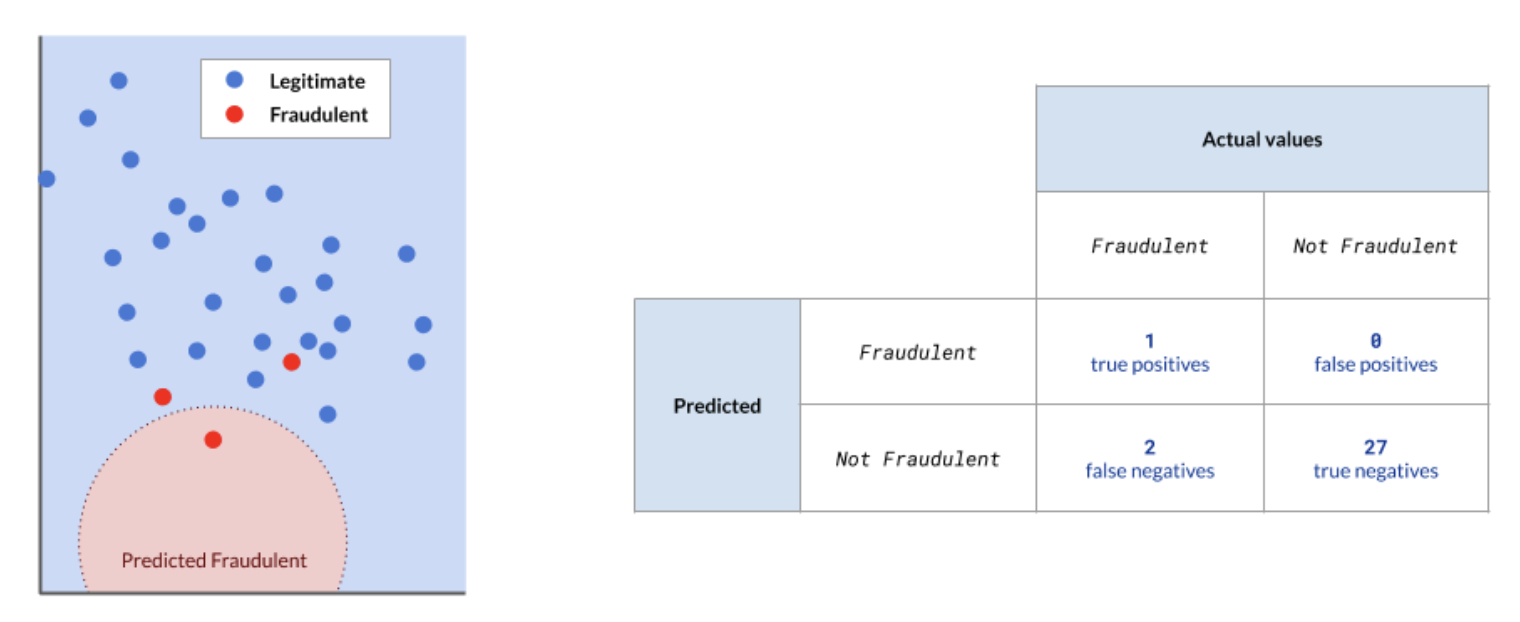 Legitimate
Fraudulent
Predicted Fraudulent
Actual values
Fraudulent
Not Fraudulent
Predicted
Fraudulent
1
true positives
0
false positives
Not Fraudulent
2
false negatives
27
true negatives